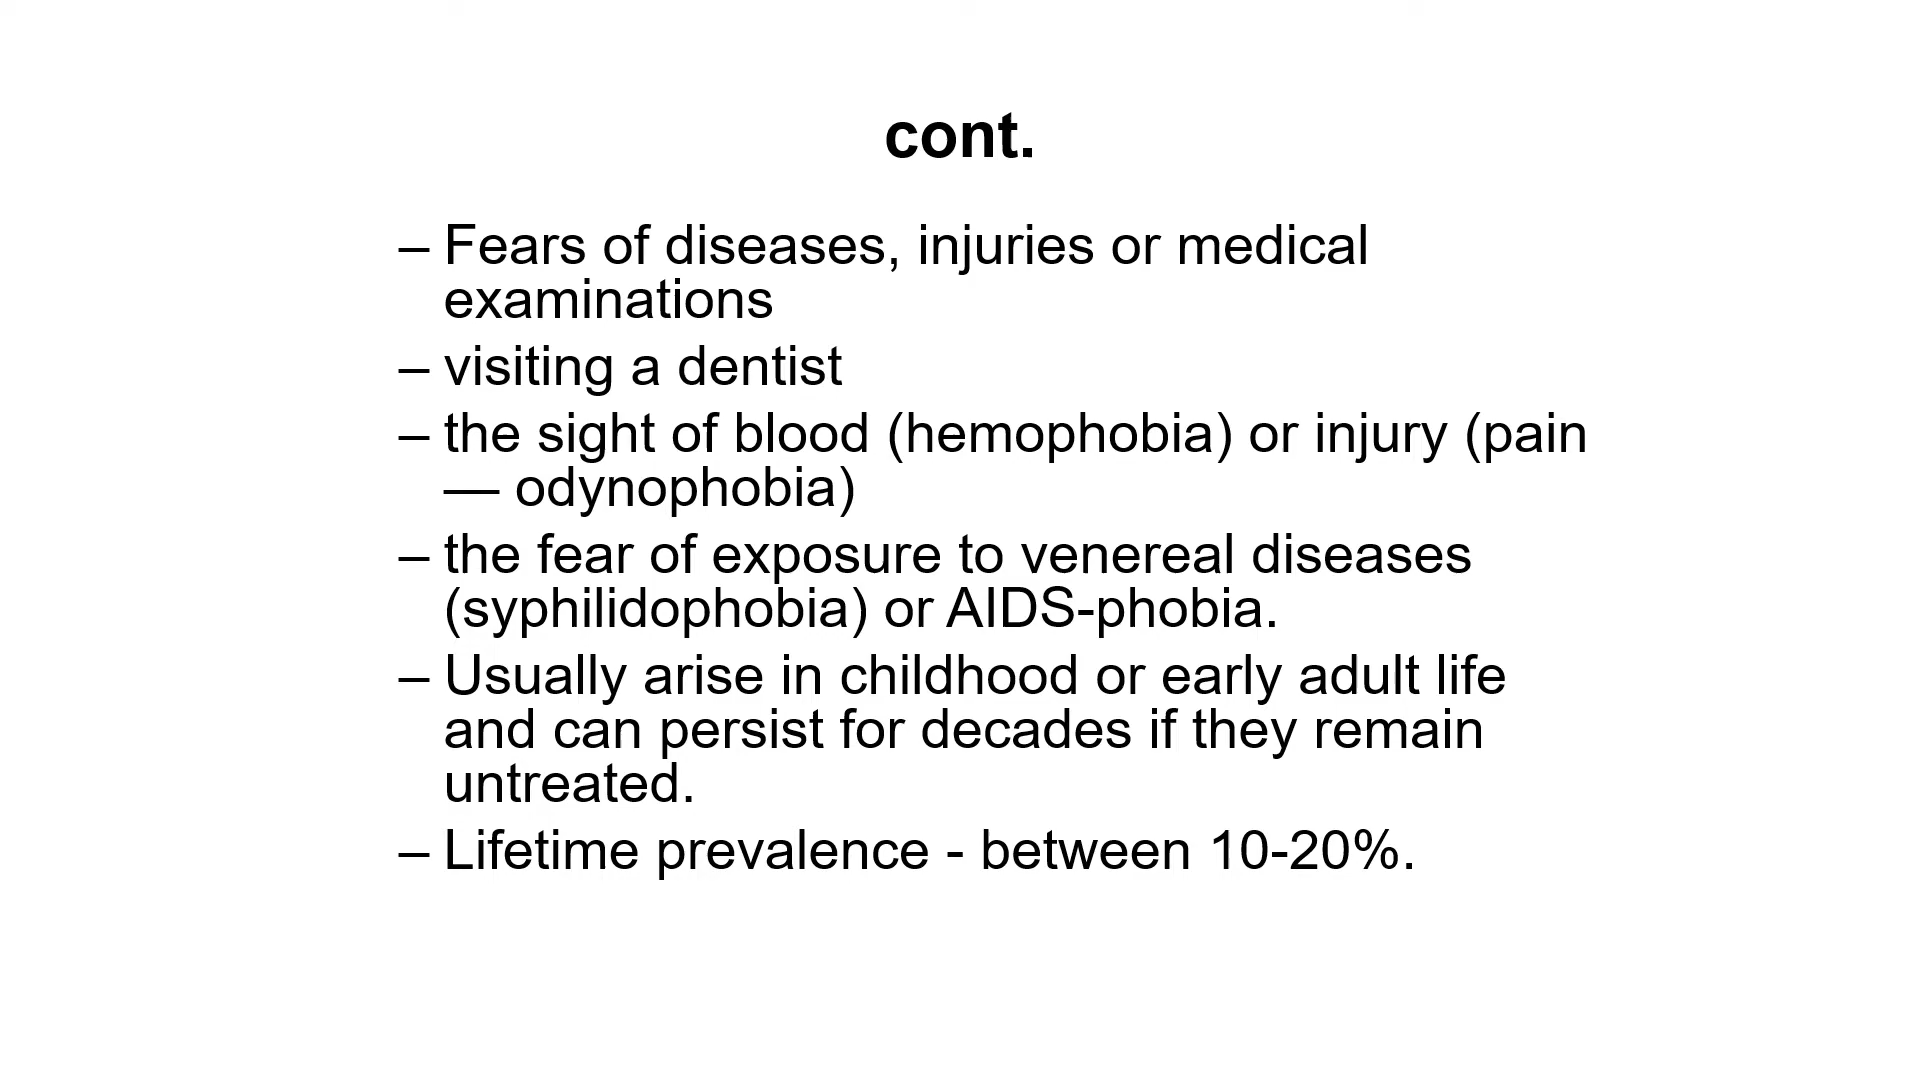 cont.
– Fears of diseases, injuries or medical
examinations
– visiting a dentist
– the sight of blood (hemophobia) or injury (pain
— odynophobia)
– the fear of exposure to venereal diseases
(syphilidophobia) or AIDS-phobia.
– Usually arise in childhood or early adult life
and can persist for decades if they remain
untreated.
– Lifetime prevalence - between 10-20%.